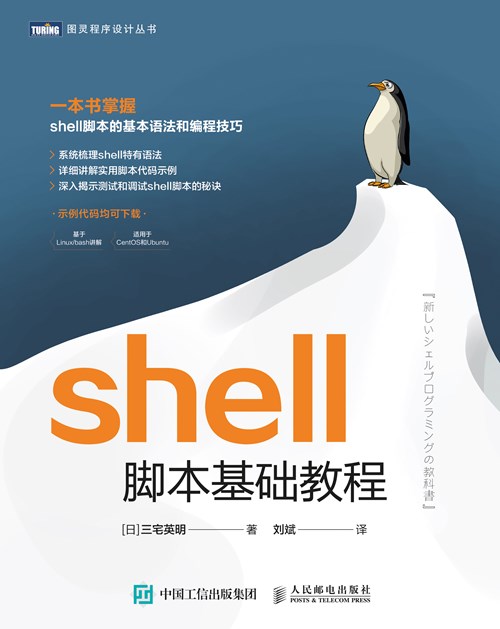 TURING
图灵程序设计丛书
一本书掌握
shell脚本的基本语法和编程技巧
系统梳理shell特有语法
详细讲解实用脚本代码示例
深入揭示测试和调试shell脚本的秘诀
· 示例代码均可下载 ·
基于
Linux/bash讲解
适用于
CentOS和Ubuntu
『新しいシェルプログラミングの教科書』
shell
脚本基础教程
[日]三宅英明 著 刘斌 译
中国工信出版集团
人民邮电出版社
POSTS & TELECOM PRESS